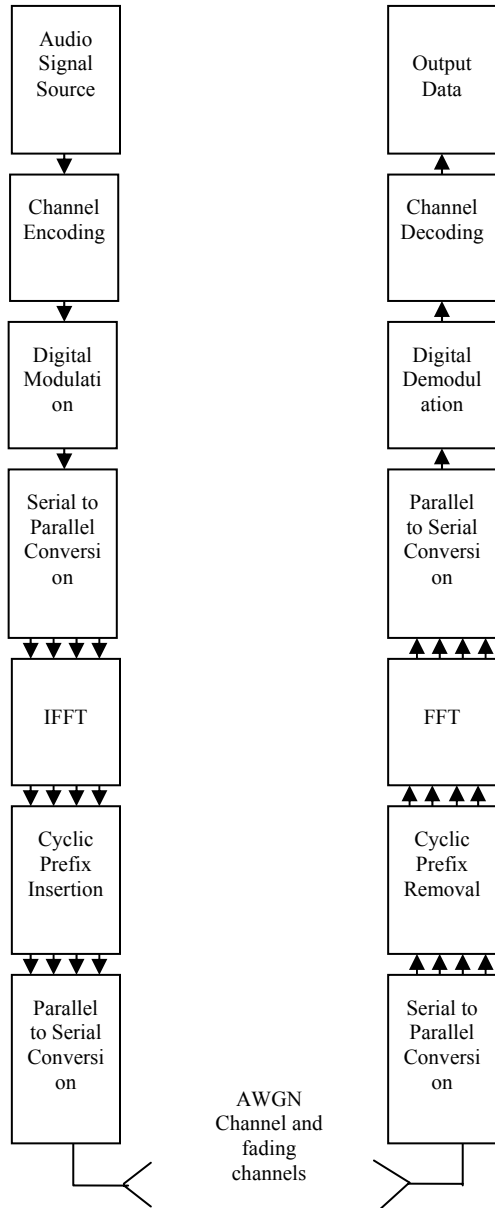 Audio
Signal
Source
Channel
Encoding
Digital
Modulati
on
Serial to
Parallel
Conversi
on
IFFT
Cyclic
Prefix
Insertion
Parallel
to Serial
Conversi
on
AWGN
Channel and
fading
channels
Output
Data
Channel
Decoding
Digital
Demodul
ation
Parallel
to Serial
Conversi
on
FFT
Cyclic
Prefix
Removal
Serial to
Parallel
Conversi
on